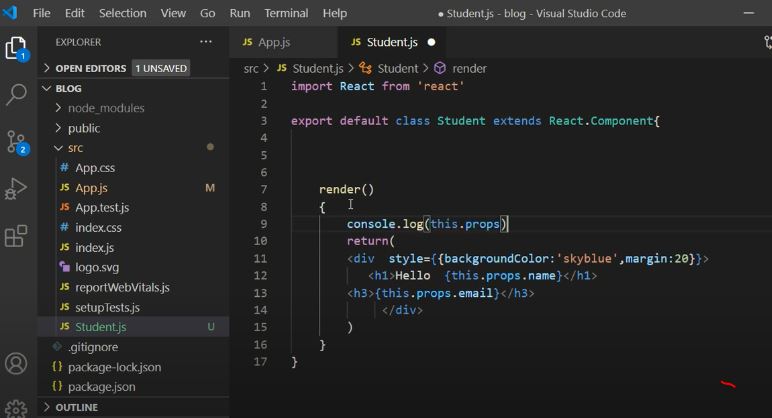 File Edit Selection View Go Run Terminal Help ● Student.js - blog - Visual Studio Code
EXPLORER ···
OPEN EDITORS 1 UNSAVED
BLOG
node_modules
public
src
# App.css
JS App.js M
JS App.test.js
# index.css
JS index.js
logo.svg
JS reportWebVitals.js
JS setupTests.js
JS Student.js U
.gitignore
{} package-lock.json
{} package.json
OUTLINE
1
2
JS App.js JS Student.js ●
src > JS Student.js > Student > render
1 import React from 'react'
2
3 export default class Student extends React.Component{
4
5
6
7 render()
8 {
9 console.log(this.props)
10 return(
11 <div style={{backgroundColor:'skyblue',margin:20}}>
12 <h1>Hello {this.props.name}</h1>
13 <h3>{this.props.email}</h3>
14 </div>
15 )
16 }
17 }